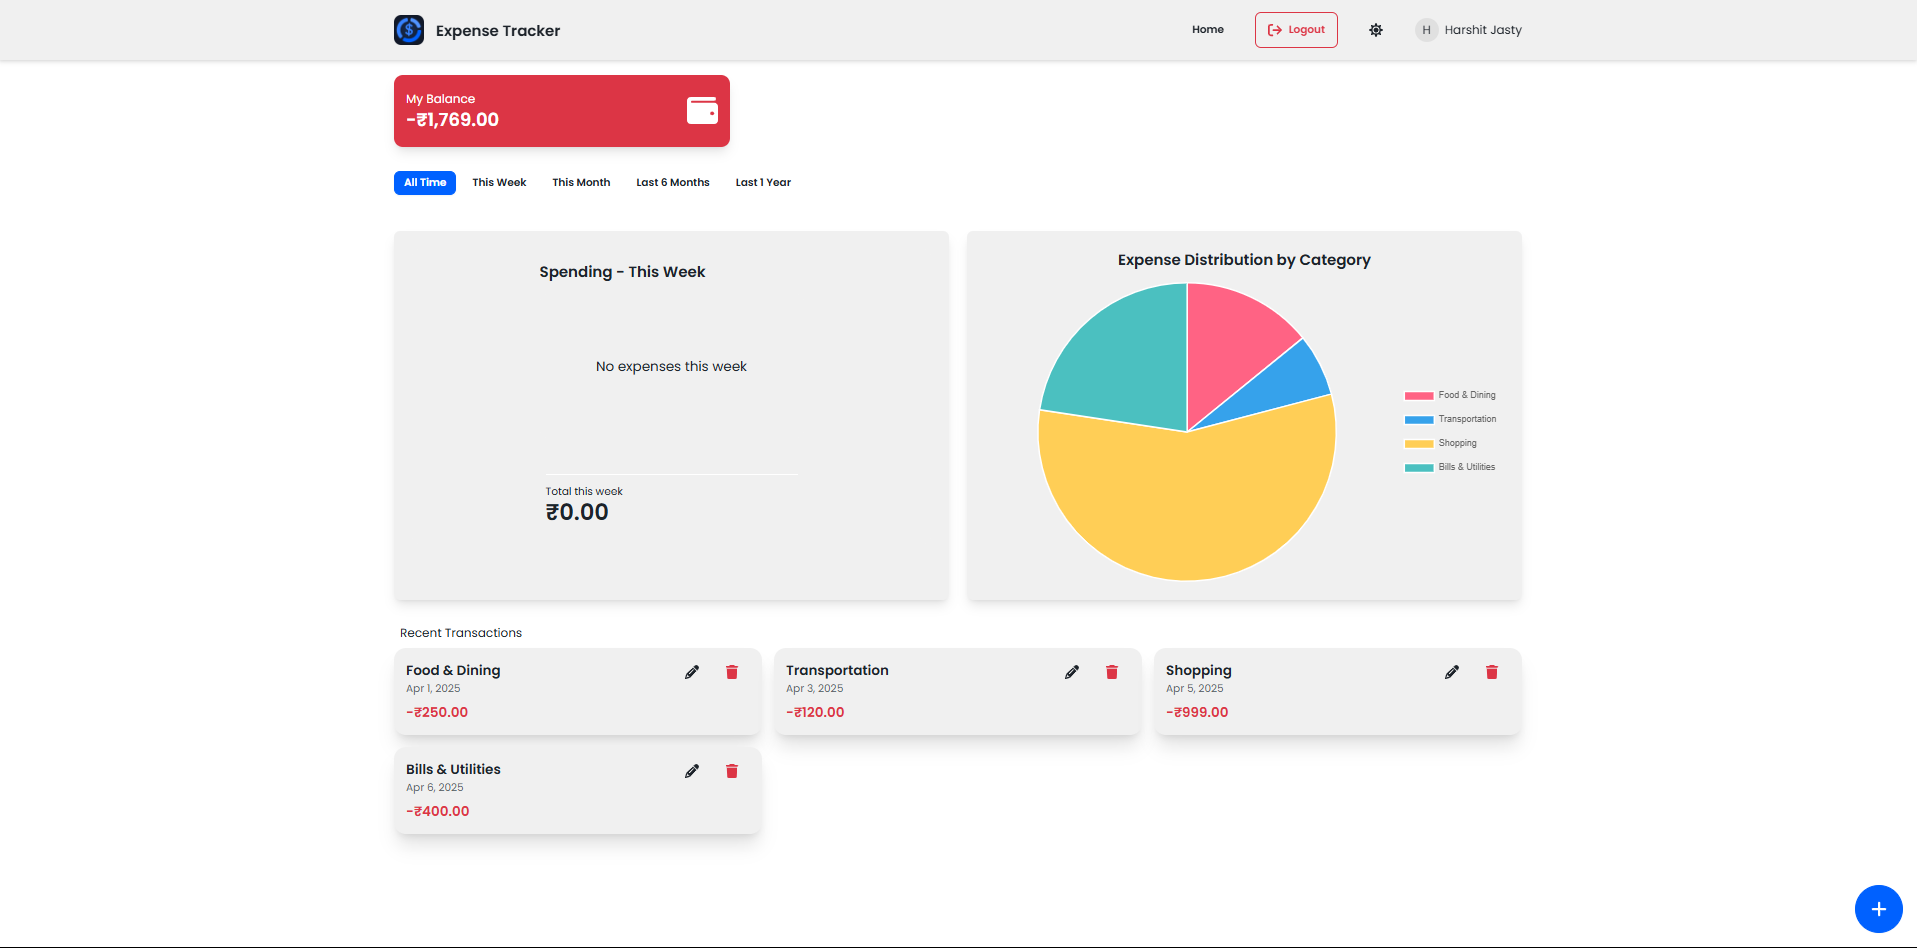 Expense Tracker
Home
Logout
H
Harshit Jasty
My Balance
-₹1,769.00
All Time
This Week
This Month
Last 6 Months
Last 1 Year
Spending - This Week
No expenses this week
Total this week
₹0.00
Expense Distribution by Category
Food & Dining
Transportation
Shopping
Bills & Utilities
Recent Transactions
Food & Dining
Apr 1, 2025
-₹250.00
Transportation
Apr 3, 2025
-₹120.00
Shopping
Apr 5, 2025
-₹999.00
Bills & Utilities
Apr 6, 2025
-₹400.00
+